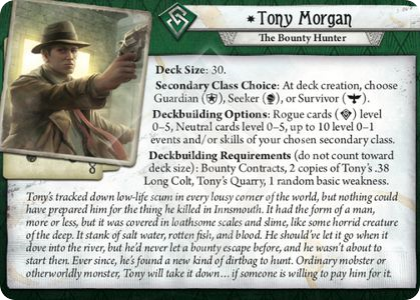 *Tony Morgan
The Bounty Hunter
Deck Size: 30.
Secondary Class Choice: At deck creation, choose
Guardian (), Seeker (), or Survivor ().
Deckbuilding Options: Rogue cards () level
0–5, Neutral cards level 0–5, up to 10 level 0–1
events and/or skills of your chosen secondary class.
Deckbuilding Requirements (do not count toward
deck size): Bounty Contracts, 2 copies of Tony's .38
Long Colt, Tony's Quarry, 1 random basic weakness.
Tony's tracked down low-life scum in every lousy corner of the world, but nothing could
have prepared him for the thing he killed in Innsmouth. It had the form of a man,
more or less, but it was covered in loathsome scales and slime, like some horrid creature
of the deep. It stank of salt water, rotten fish, and blood. He should've let it go when it
dove into the river, but he'd never let a bounty escape before, and he wasn't about to
start then. Ever since, he's found a new kind of dirtbag to hunt. Ordinary mobster or
otherworldly monster, Tony will take it down… if someone is willing to pay him for it.